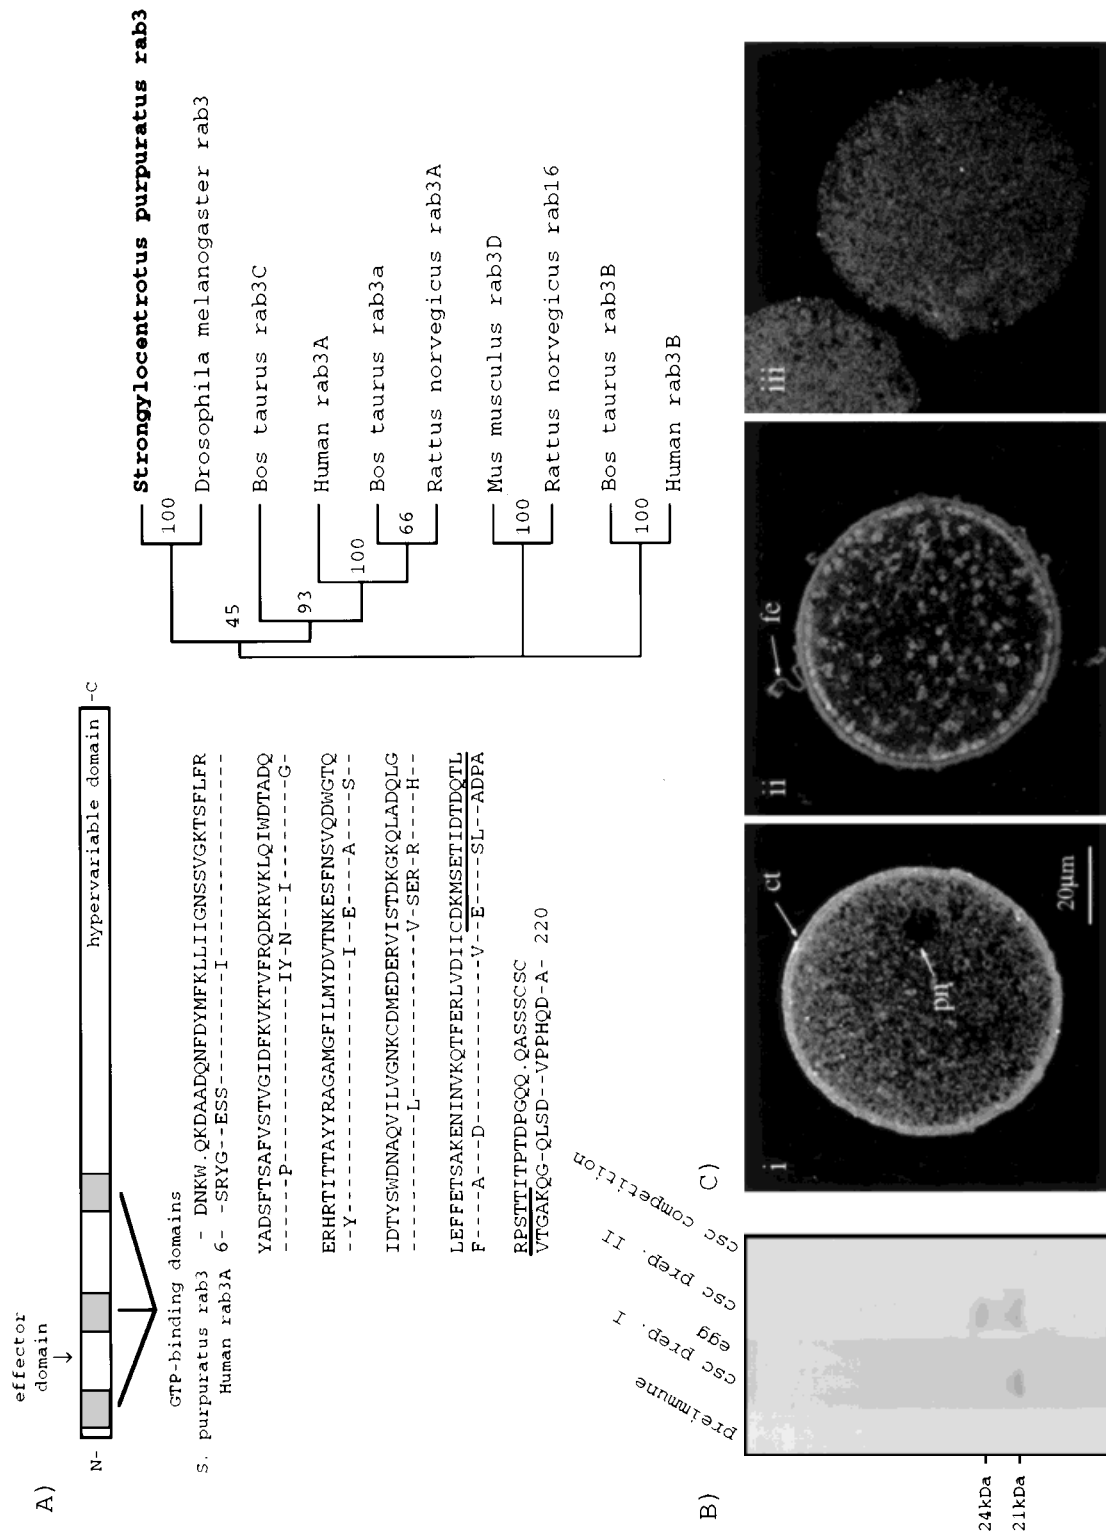 A)
effector
domain
↓
N-
hypervariable domain
-C
GTP-binding domains
S. purpuratus rab3 - DNKW.QKDAADQNFDYMFKLLIIGNSSVGKTSFLFR
Human rab3A 6- -SRYG--ESS-------I------------------
YADSFTSAFVSTVGIDFKVKTVFRQDKRVKLQIWDTADQ
------P--------------IY-N---I--------G-
ERHRTITTAYYRAGAMGFILMYDVTNKESFNSVQDWGTQ
--Y--------------------I--E---A-----S--
IDTYSWDNAQVILVGNKCDMEDERVISTDKGKQLADQLG
-----------L-------------V-SER-R----H--
LEFFETSAKENINVKQTFERLVDIICDKMSETIDTDQTL
F---A---D-------------V--E----SL--ADPA
RPSTTITPTDPGQQ.QASSSCSC
VTGAKQG-QLSD--VPPHQD-A- 220
100
45
93
100
66
100
100
Strongylocentrotus purpuratus rab3
Drosophila melanogaster rab3
Bos taurus rab3C
Human rab3A
Bos taurus rab3a
Rattus norvegicus rab3A
Mus musculus rab3D
Rattus norvegicus rab16
Bos taurus rab3B
Human rab3B
B)
preimmune
csc prep. I
egg
csc prep. II
csc competition
24kDa
21kDa
C)
i
ct
pn
20µm
ii
fe
iii